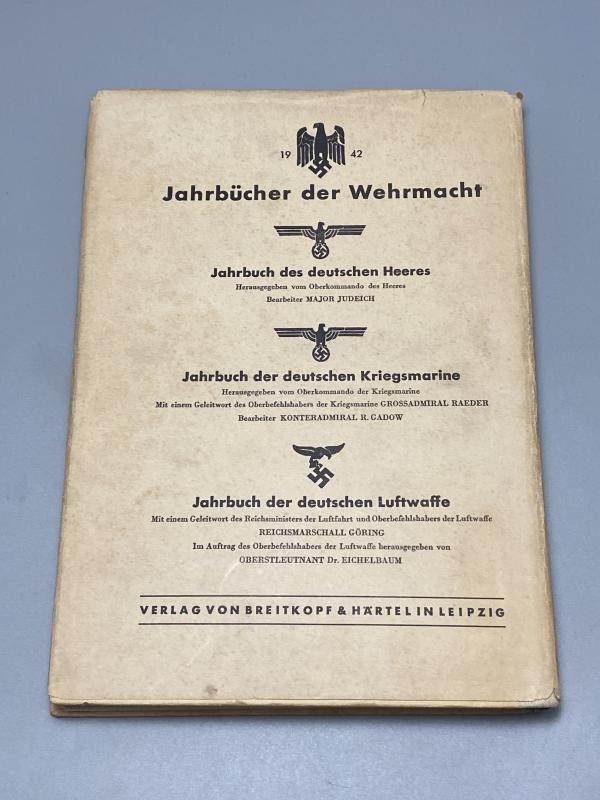 19 42
Jahrbücher der Wehrmacht
Jahrbuch des deutschen Heeres
Herausgegeben vom Oberkommando des Heeres
Bearbeiter MAJOR JUDEICH
Jahrbuch der deutschen Kriegsmarine
Herausgegeben vom Oberkommando der Kriegsmarine
Mit einem Geleitwort des Oberbefehlshabers der Kriegsmarine GROSSADMIRAL RAEDER
Bearbeiter KONTERADMIRAL R. GADOW
Jahrbuch der deutschen Luftwaffe
Mit einem Geleitwort des Reichsministers der Luftfahrt und Oberbefehlshabers der Luftwaffe
REICHSMARSCHALL GÖRING
Im Auftrag des Oberbefehlshabers der Luftwaffe herausgegeben von
OBERSTLEUTNANT Dr. EICHELBAUM
VERLAG VON BREITKOPF & HÄRTEL IN LEIPZIG